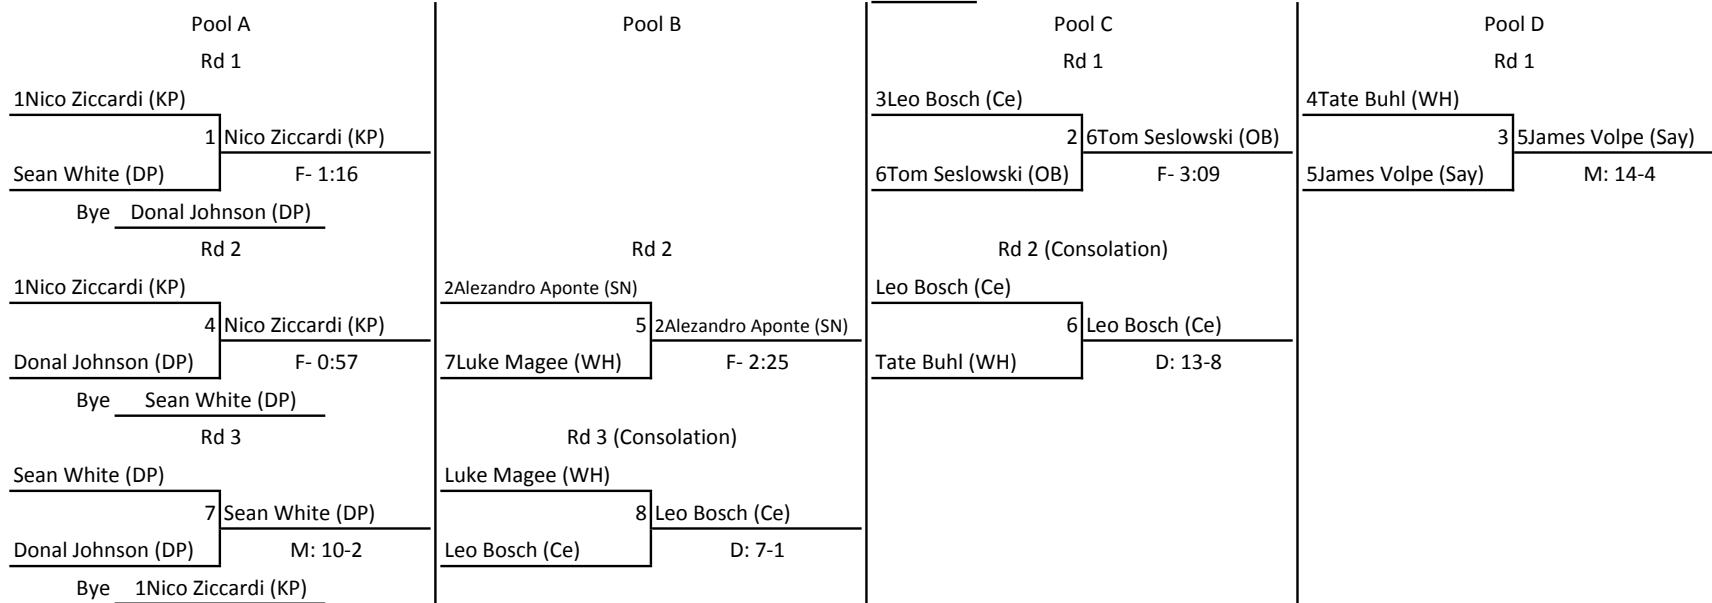 Pool A
Rd 1
1Nico Ziccardi (KP)
1 Nico Ziccardi (KP)
Sean White (DP)
F- 1:16
Bye Donal Johnson (DP)
Rd 2
1Nico Ziccardi (KP)
4 Nico Ziccardi (KP)
Donal Johnson (DP)
F- 0:57
Bye Sean White (DP)
Rd 3
Sean White (DP)
7 Sean White (DP)
Donal Johnson (DP)
M: 10-2
Bye 1Nico Ziccardi (KP)
Pool B
Rd 2
2Alezandro Aponte (SN)
5 2Alezandro Aponte (SN)
7Luke Magee (WH)
F- 2:25
Rd 3 (Consolation)
Luke Magee (WH)
8 Leo Bosch (Ce)
Leo Bosch (Ce)
D: 7-1
Pool C
Rd 1
3Leo Bosch (Ce)
2 6Tom Seslowski (OB)
6Tom Seslowski (OB)
F- 3:09
Rd 2 (Consolation)
Leo Bosch (Ce)
6 Leo Bosch (Ce)
Tate Buhl (WH)
D: 13-8
Pool D
Rd 1
4Tate Buhl (WH)
3 5James Volpe (Say)
5James Volpe (Say)
M: 14-4